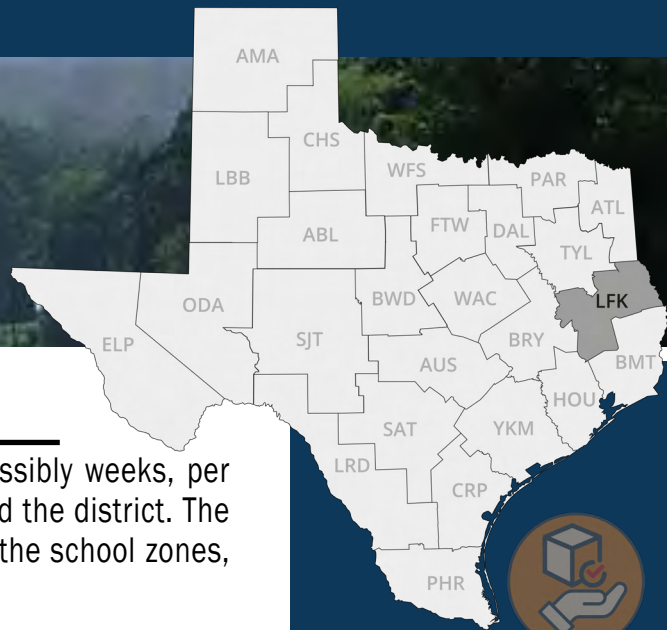 AMA
CHS
LBB
WFS
PAR
ATL
FTW
DAL
ABL
TYL
ODA
BWD
WAC
LFK
ELP
SJT
BRY
BMT
AUS
HOU
SAT
YKM
LRD
CRP
PHR
ssibly weeks, per
d the district. The
the school zones,